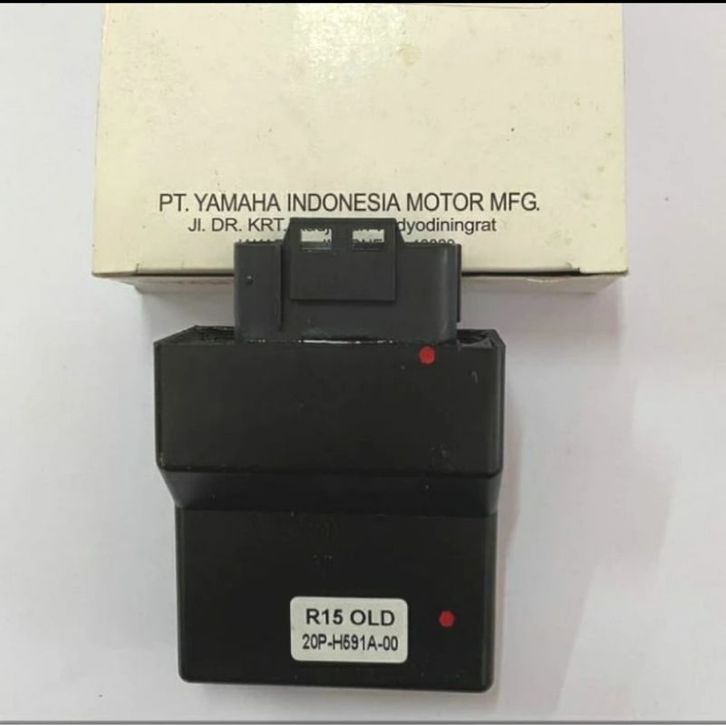 PT. YAMAHA INDONESIA MOTOR MFG.
Jl. DR. KRT. dyodiningrat
R15 OLD
20P-H591A-00